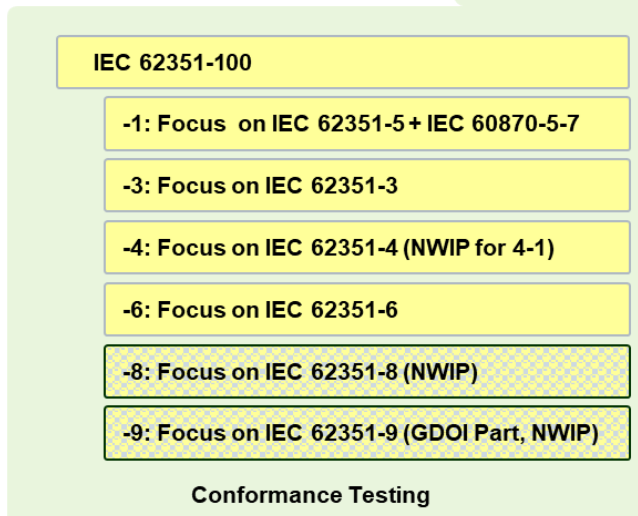 IEC 62351-100
-1: Focus on IEC 62351-5 + IEC 60870-5-7
-3: Focus on IEC 62351-3
-4: Focus on IEC 62351-4 (NWIP for 4-1)
-6: Focus on IEC 62351-6
-8: Focus on IEC 62351-8 (NWIP)
-9: Focus on IEC 62351-9 (GDOI Part, NWIP)
Conformance Testing